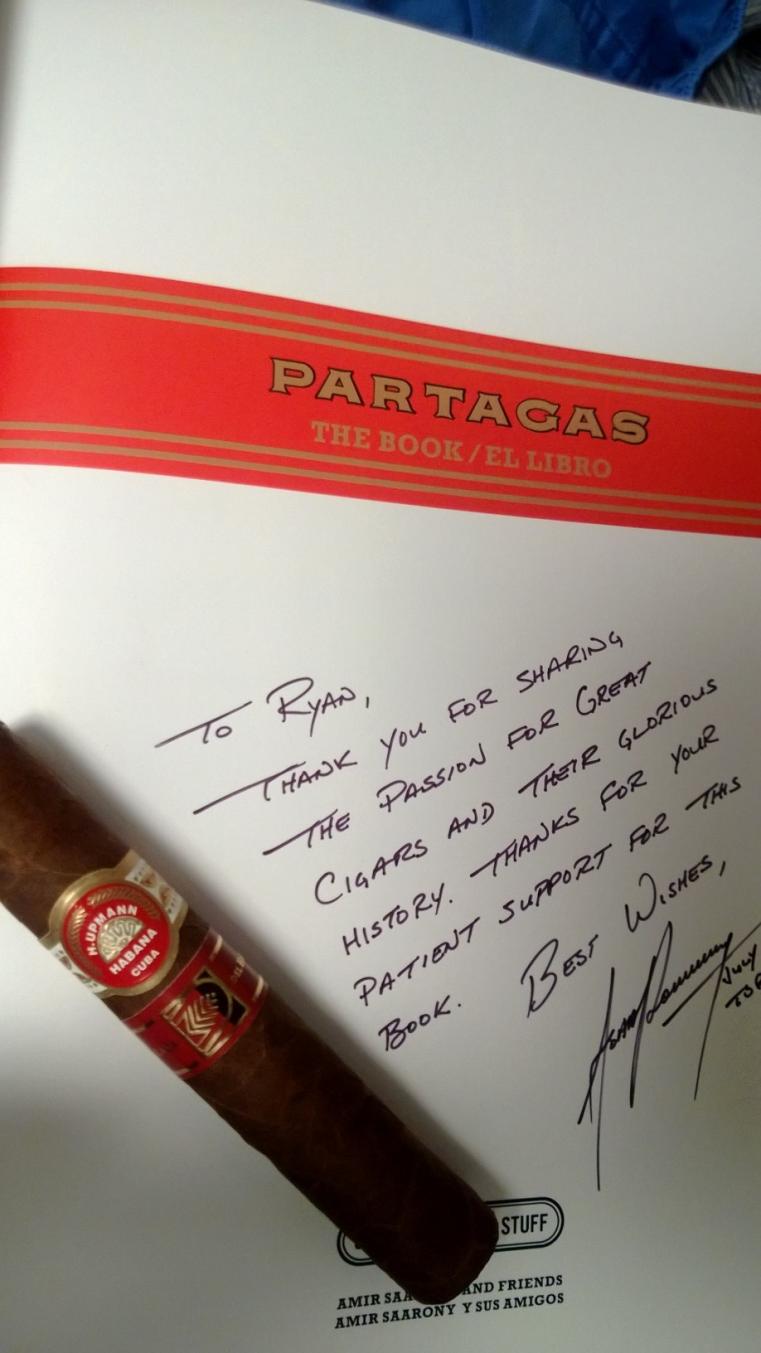 PARTAGAS
THE BOOK/EL LIBRO
TO RYAN,
THANK YOU FOR SHARING
THE PASSION FOR GREAT
CIGARS AND THEIR GLORIOUS
HISTORY. THANKS FOR YOUR
PATIENT SUPPORT FOR THIS
BOOK. BEST WISHES,
JULY
H.UPMANN
HABANA
CUBA
STUFF
AMIR AND FRIENDS
AMIR SAARONY Y SUS AMIGOS